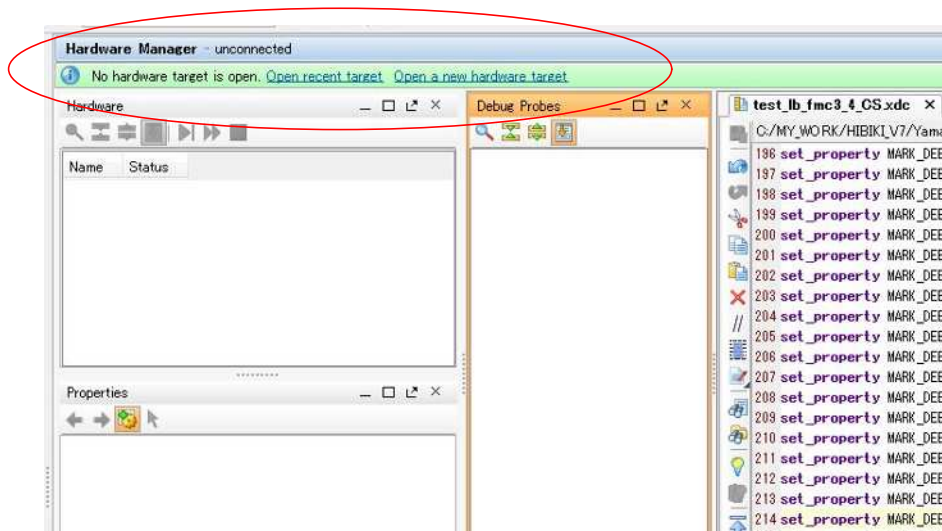 Hardware Manager - unconnected
No hardware target is open. Open recent target Open a new hardware target
Hardware
Name Status
Properties
Debug Probes
test_lb_fmc3_4_CS.xdc
C:/MY_WORK/HIBIKI_V7/Yama
196 set_property MARK_DEE
197 set_property MARK_DEE
198 set_property MARK_DEE
199 set_property MARK_DEE
200 set_property MARK_DEE
201 set_property MARK_DEE
202 set_property MARK_DEE
203 set_property MARK_DEE
204 set_property MARK_DEE
205 set_property MARK_DEE
206 set_property MARK_DEE
207 set_property MARK_DEE
208 set_property MARK_DEE
209 set_property MARK_DEE
210 set_property MARK_DEE
211 set_property MARK_DEE
212 set_property MARK_DEE
213 set_property MARK_DEE
214 set_property MARK_DEE